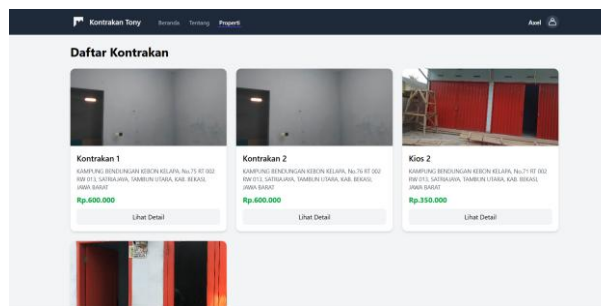 Kontrakan Tony
Beranda Tentang Properti
Axel
Daftar Kontrakan
Kontrakan 1
KAMPUNG BENDUNGAN KEBON KELAPA, No.75 RT 002
RW 013, SATRIAJAYA, TAMBUN UTARA, KAB. BEKASI,
JAWA BARAT
Rp.600.000
Lihat Detail
Kontrakan 2
KAMPUNG BENDUNGAN KEBON KELAPA, No.76 RT 002
RW 013, SATRIAJAYA, TAMBUN UTARA, KAB. BEKASI,
JAWA BARAT
Rp.600.000
Lihat Detail
Kios 2
KAMPUNG BENDUNGAN KEBON KELAPA, No.71 RT 002
RW 013, SATRIAJAYA, TAMBUN UTARA, KAB. BEKASI,
JAWA BARAT
Rp.350.000
Lihat Detail